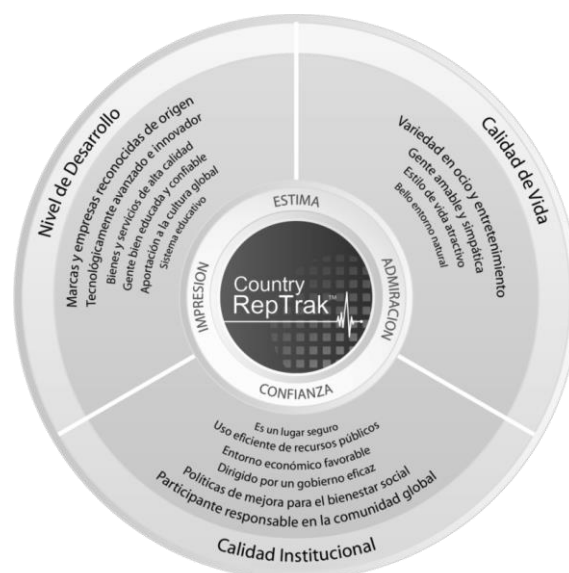 Nivel de Desarrollo
Marcas y empresas reconocidas de origen
Tecnológicamente avanzado e innovador
Bienes y servicios de alta calidad
Gente bien educada y confiable
Aportación a la cultura global
Sistema educativo
Calidad de Vida
Variedad en ocio y entretenimiento
Gente amable y simpática
Estilo de vida atractivo
Bello entorno natural
ESTIMA
ADMIRACION
CONFIANZA
IMPRESION
Country
RepTrak™
Es un lugar seguro
Uso eficiente de recursos públicos
Entorno económico favorable
Dirigido por un gobierno eficaz
Políticas de mejora para el bienestar social
Participante responsable en la comunidad global
Calidad Institucional